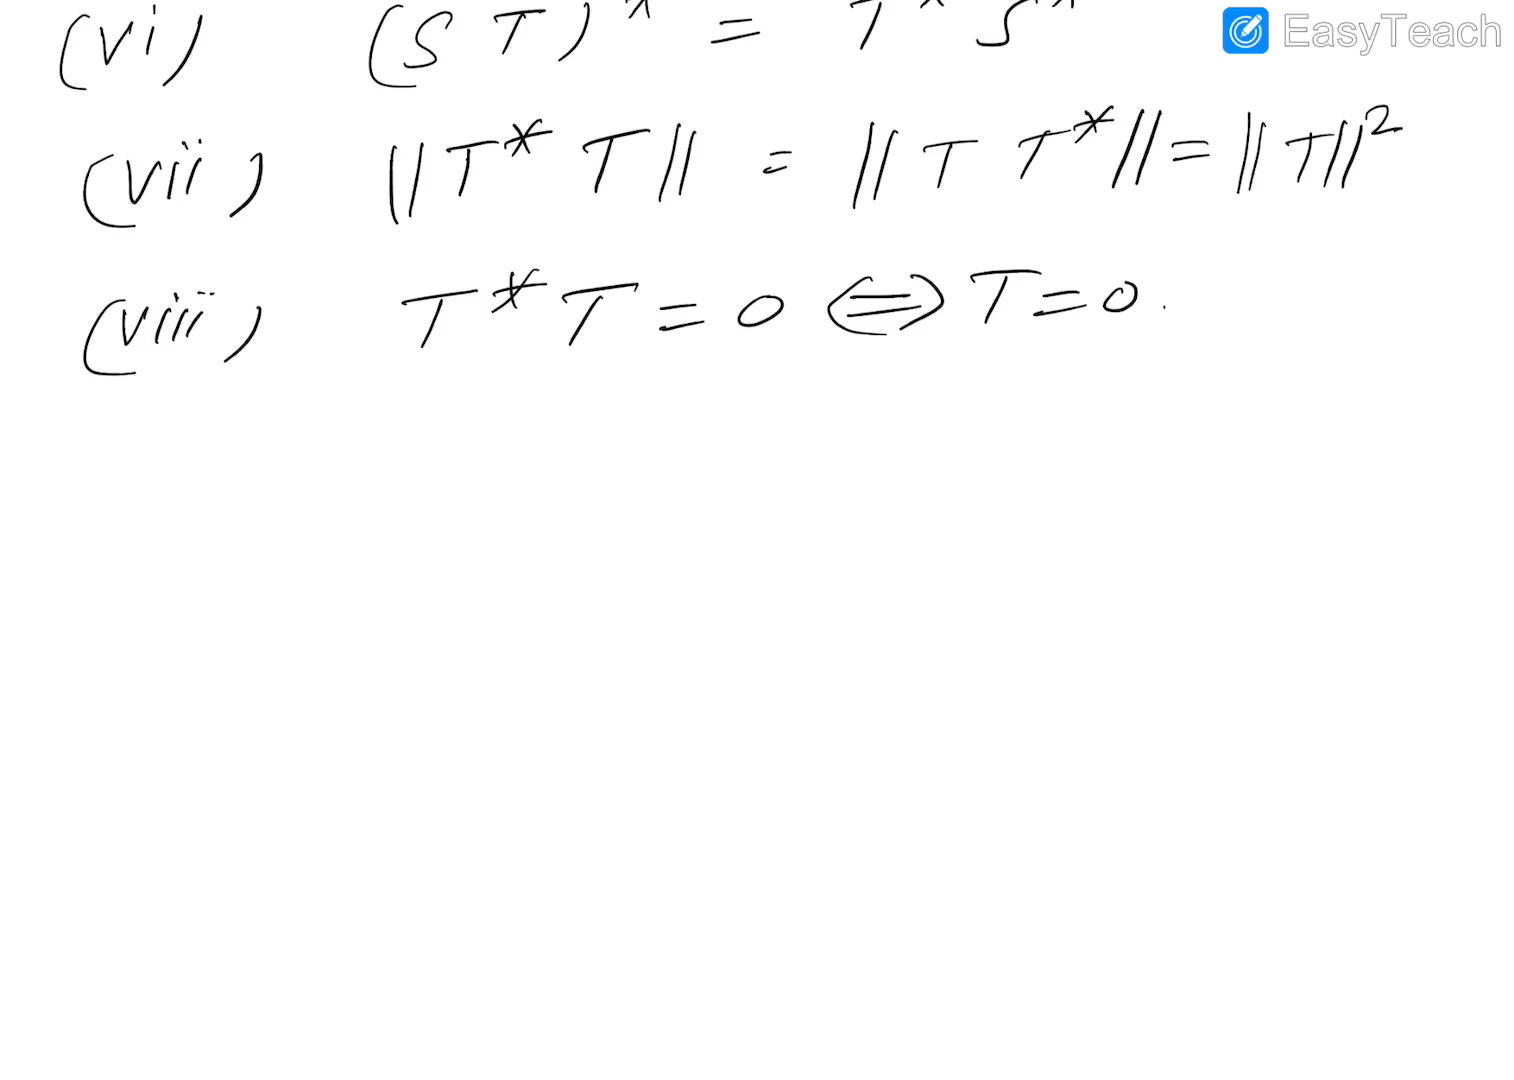 EasyTeach
(vi) (ST)* = T* S*
(vii) ||T* T|| = ||T T*|| = ||T||²
(viii) T* T = 0 ⇔ T = 0.